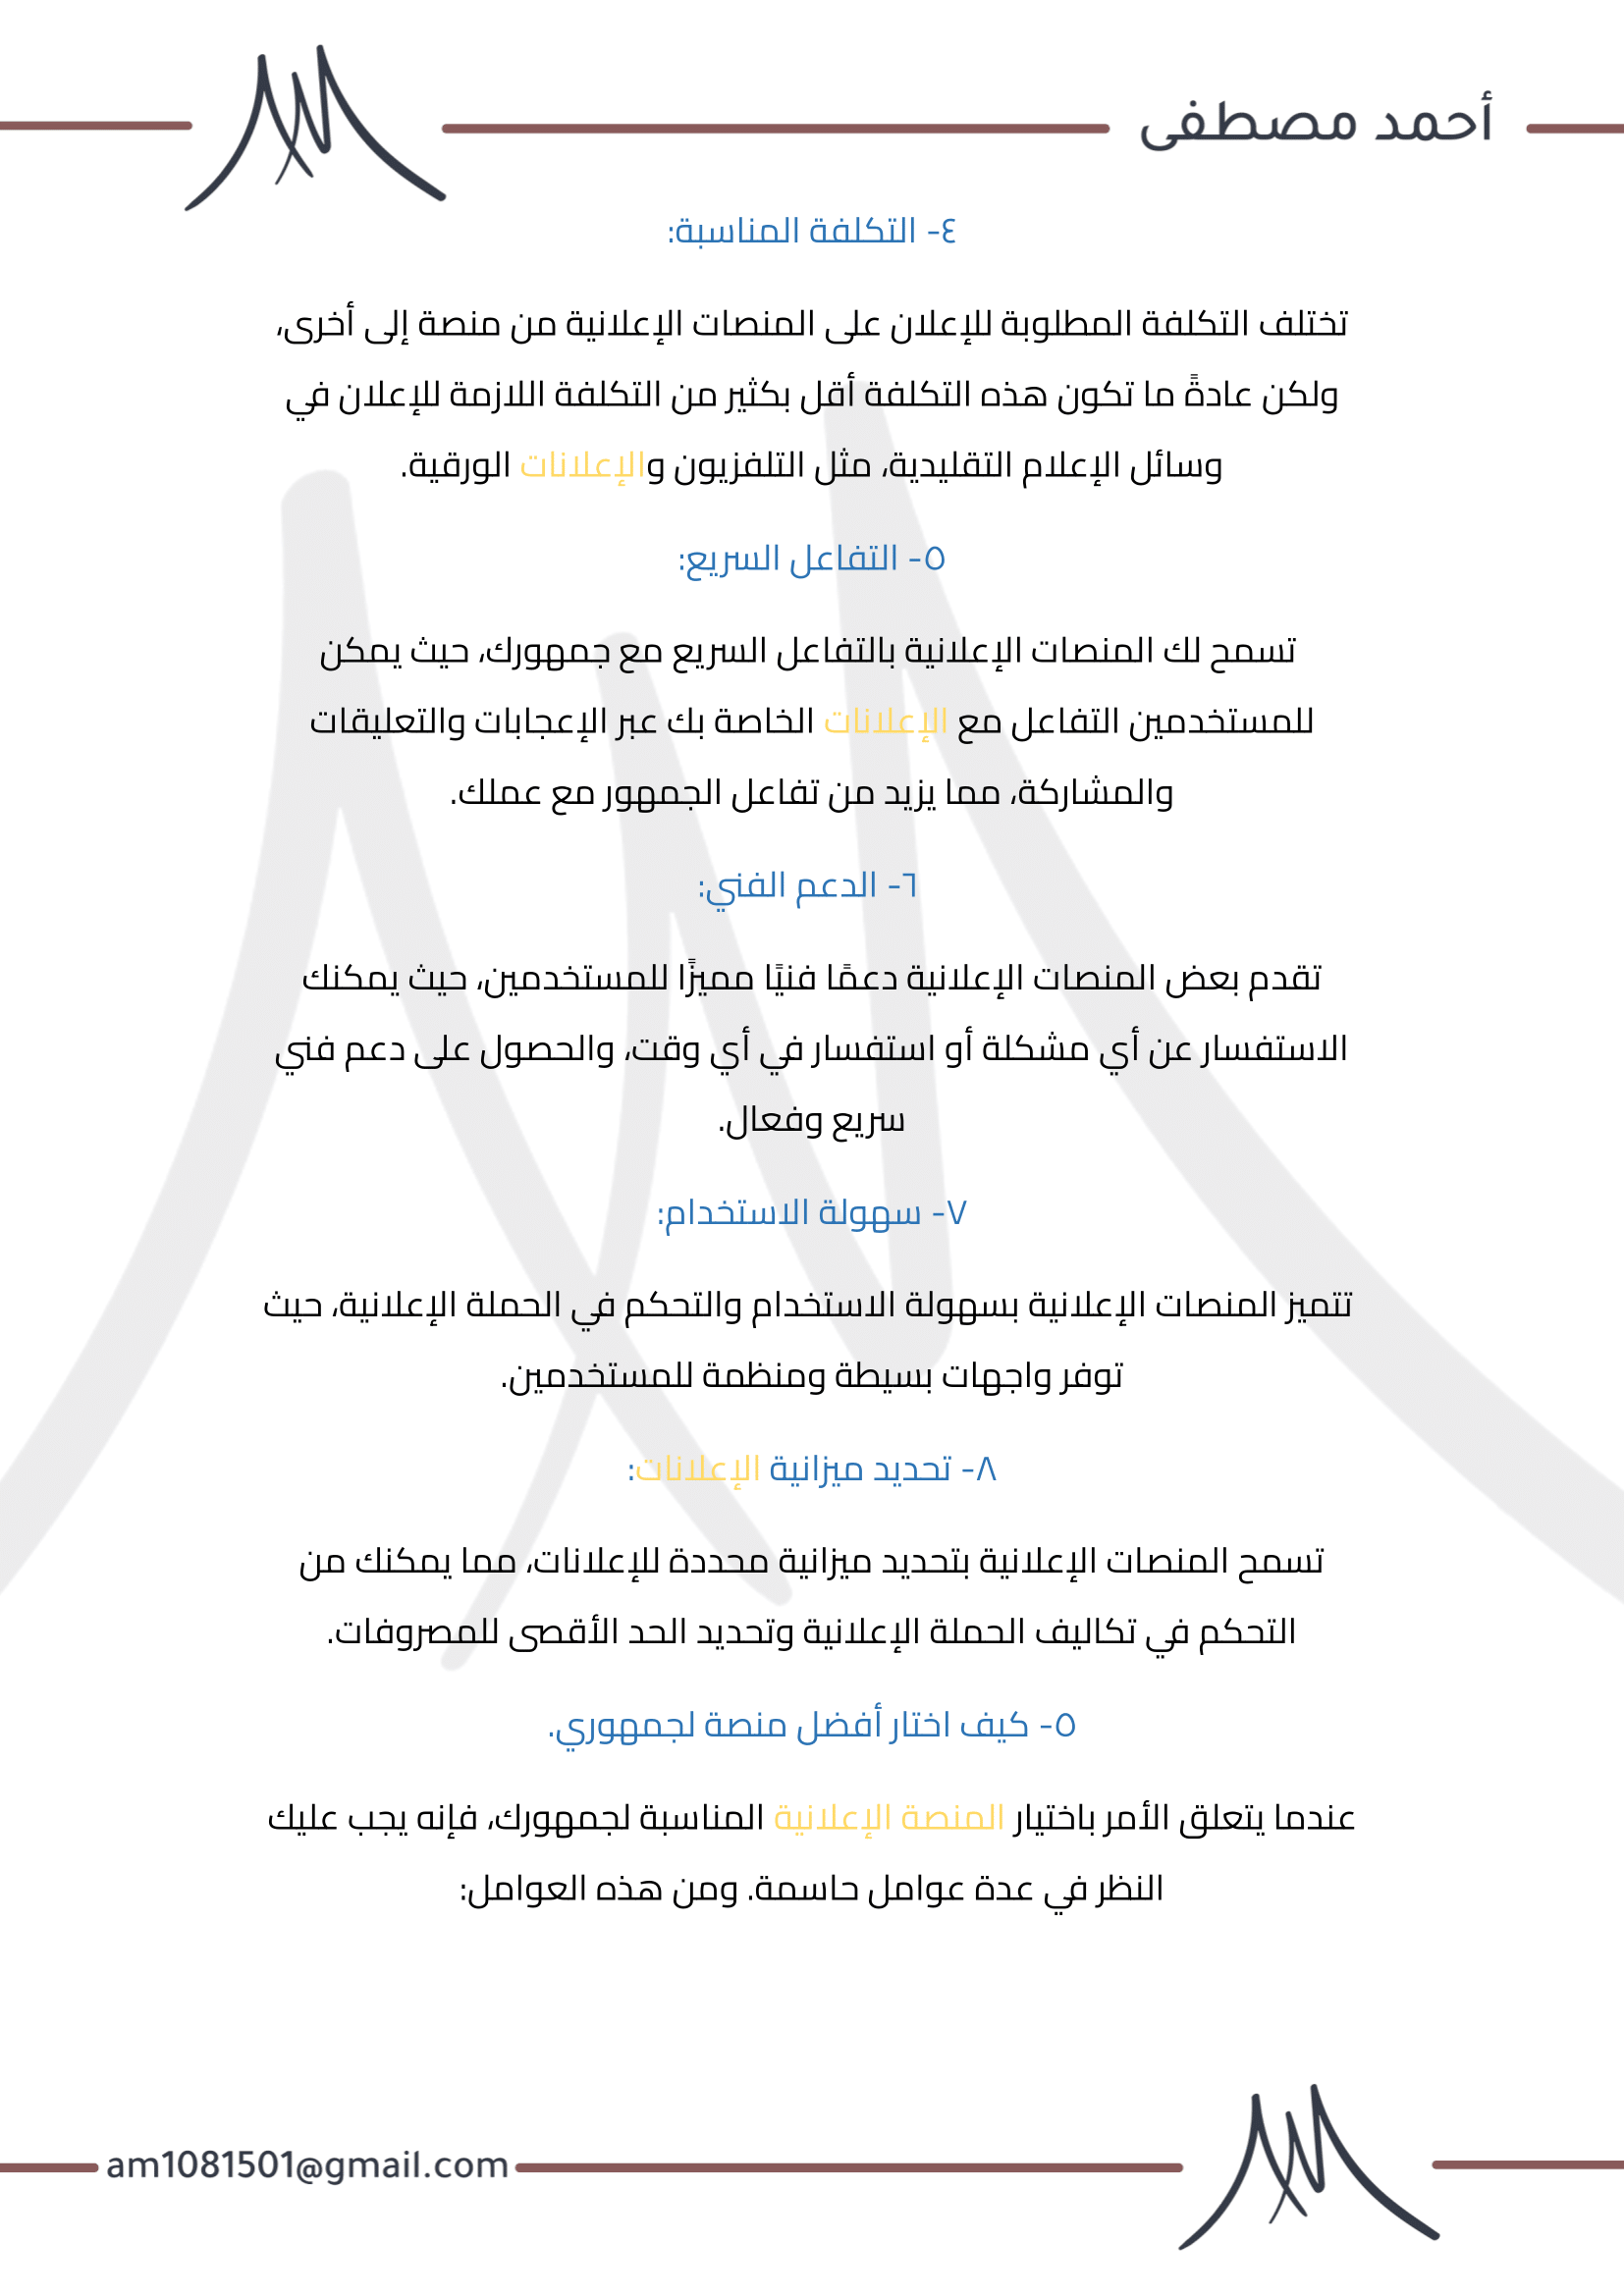 أحمد مصطفى
٤- التكلفة المناسبة:
تختلف التكلفة المطلوبة للإعلان على المنصات الإعلانية من منصة إلى أخرى،
ولكن عادةً ما تكون هذه التكلفة أقل بكثير من التكلفة اللازمة للإعلان في
وسائل الإعلام التقليدية، مثل التلفزيون والإعلانات الورقية.
٥- التفاعل السريع:
تسمح لك المنصات الإعلانية بالتفاعل السريع مع جمهورك، حيث يمكن
للمستخدمين التفاعل مع الإعلانات الخاصة بك عبر الإعجابات والتعليقات
والمشاركة، مما يزيد من تفاعل الجمهور مع عملك.
٦- الدعم الفني:
تقدم بعض المنصات الإعلانية دعمًا فنيًا مميزًا للمستخدمين، حيث يمكنك
الاستفسار عن أي مشكلة أو استفسار في أي وقت، والحصول على دعم فني
سريع وفعال.
٧- سهولة الاستخدام:
تتميز المنصات الإعلانية بسهولة الاستخدام والتحكم في الحملة الإعلانية، حيث
توفر واجهات بسيطة ومنظمة للمستخدمين.
٨- تحديد ميزانية الإعلانات:
تسمح المنصات الإعلانية بتحديد ميزانية محددة للإعلانات، مما يمكنك من
التحكم في تكاليف الحملة الإعلانية وتحديد الحد الأقصى للمصروفات.
٥- كيف اختار أفضل منصة لجمهوري.
عندما يتعلق الأمر باختيار المنصة الإعلانية المناسبة لجمهورك، فإنه يجب عليك
النظر في عدة عوامل حاسمة. ومن هذه العوامل:
am1081501@gmail.com